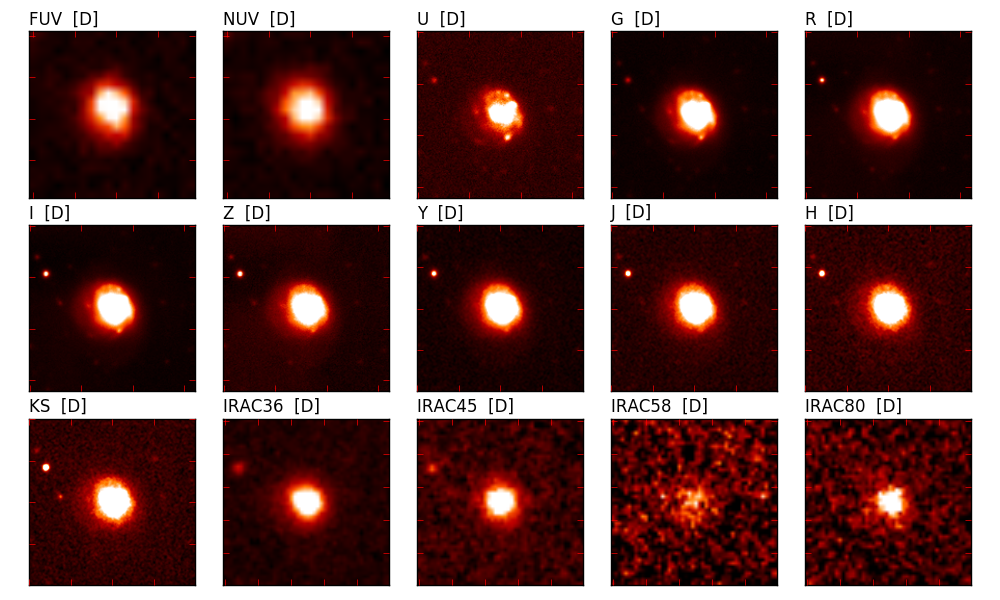 FUV [D] NUV [D] U [D] G [D] R [D]
I [D] Z [D] Y [D] J [D] H [D]
KS [D] IRAC36 [D] IRAC45 [D] IRAC58 [D] IRAC80 [D]